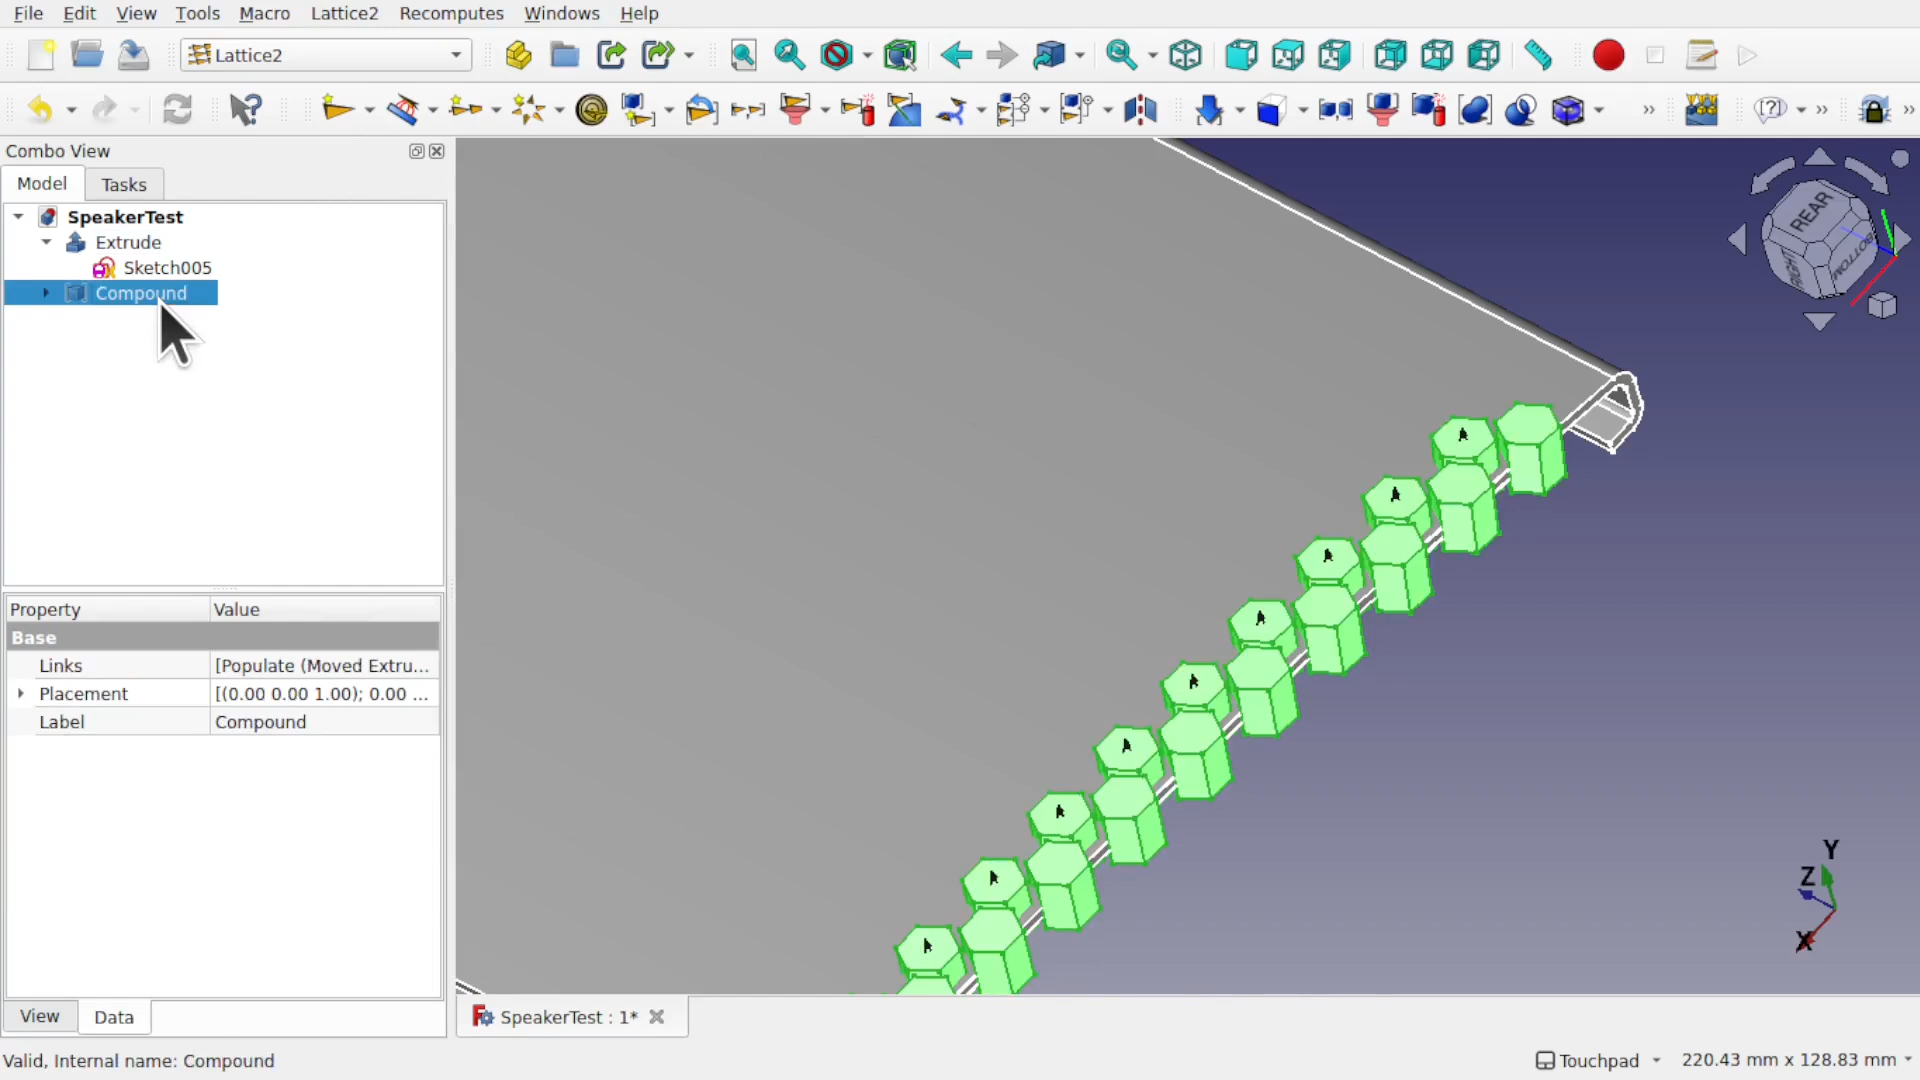 File Edit View Tools Macro Lattice2 Recomputes Windows Help
Lattice2
Combo View
Model Tasks
SpeakerTest
Extrude
Sketch005
Compound
Property Value
Base
Links [Populate (Moved Extru...
Placement [(0.00 0.00 1.00); 0.00 ...
Label Compound
View Data
REAR
RIGHT
BOTTOM
Y
Z
X
SpeakerTest : 1*
Valid, Internal name: Compound
Touchpad 220.43 mm x 128.83 mm